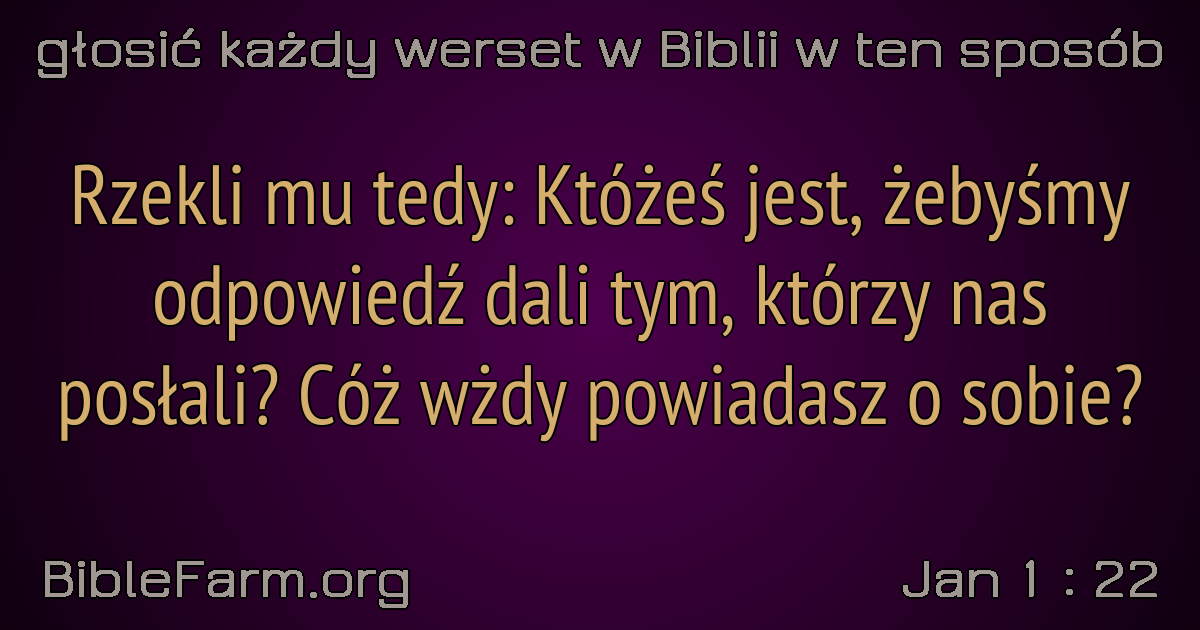 głosić każdy werset w Biblii w ten sposób
Rzekli mu tedy: Któżeś jest, żebyśmy
odpowiedź dali tym, którzy nas
posłali? Cóż wżdy powiadasz o sobie?
BibleFarm.org
Jan 1 : 22